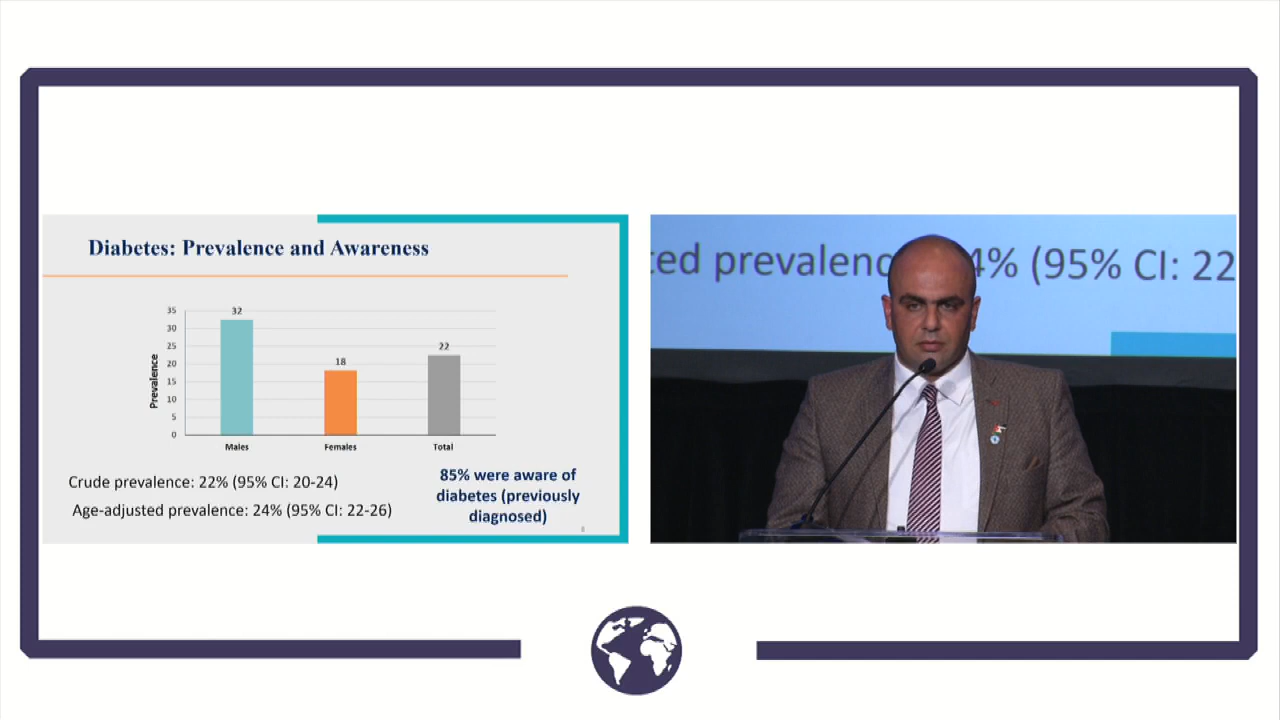 Diabetes: Prevalence and Awareness
35
30
25
20
15
10
5
0
Prevalence
32
18
22
Males
Females
Total
Crude prevalence: 22% (95% CI: 20-24)
Age-adjusted prevalence: 24% (95% CI: 22-26)
85% were aware of
diabetes (previously
diagnosed)
8
ted prevalenc 4% (95% CI: 22